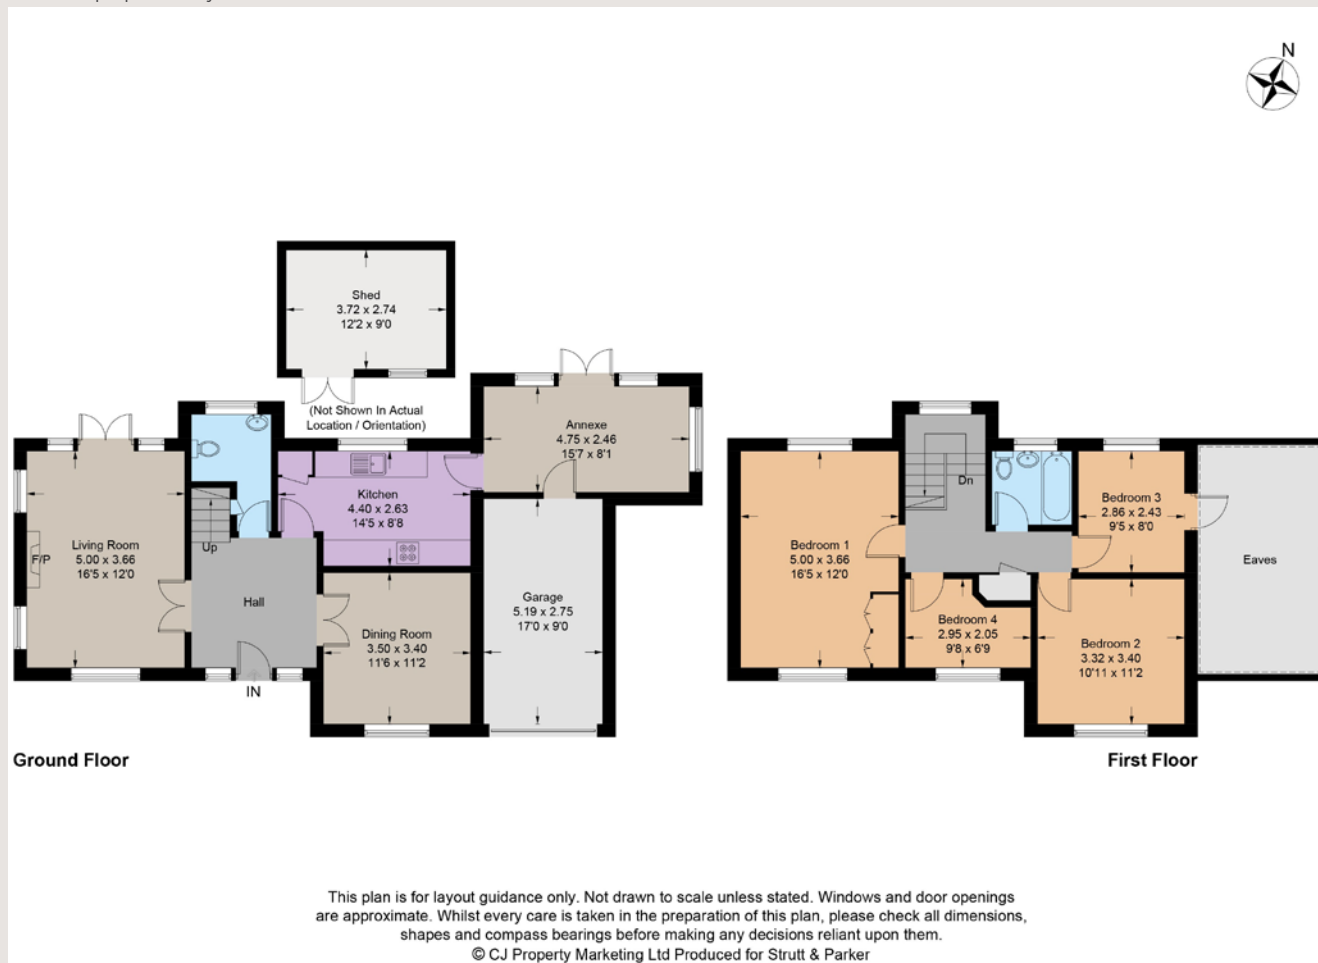 N
Shed
3.72 x 2.74
12'2 x 9'0
(Not Shown In Actual
Location / Orientation)
Annexe
4.75 x 2.46
15'7 x 8'1
Kitchen
4.40 x 2.63
14'5 x 8'8
Living Room
5.00 x 3.66
16'5 x 12'0
F/P
Up
Hall
Dining Room
3.50 x 3.40
11'6 x 11'2
Garage
5.19 x 2.75
17'0 x 9'0
IN
Ground Floor
Dn
Bedroom 1
5.00 x 3.66
16'5 x 12'0
Bedroom 3
2.86 x 2.43
9'5 x 8'0
Eaves
Bedroom 4
2.95 x 2.05
9'8 x 6'9
Bedroom 2
3.32 x 3.40
10'11 x 11'2
First Floor
This plan is for layout guidance only. Not drawn to scale unless stated. Windows and door openings
are approximate. Whilst every care is taken in the preparation of this plan, please check all dimensions,
shapes and compass bearings before making any decisions reliant upon them.
© CJ Property Marketing Ltd Produced for Strutt & Parker